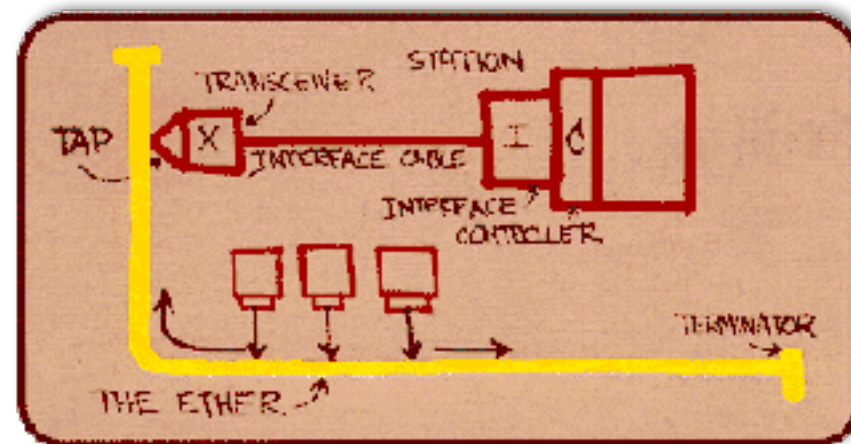 STATION
TRANSCEIVER
TAP
X
I
C
INTERFACE CABLE
INTERFACE
CONTROLLER
TERMINATOR
THE ETHER